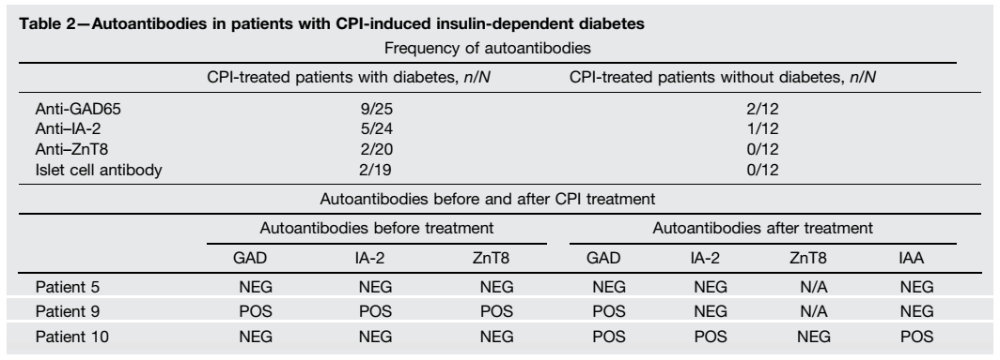 Table 2—Autoantibodies in patients with CPI-induced insulin-dependent diabetes
Frequency of autoantibodies
CPI-treated patients with diabetes, n/N CPI-treated patients without diabetes, n/N
Anti-GAD65 9/25 2/12
Anti–IA-2 5/24 1/12
Anti–ZnT8 2/20 0/12
Islet cell antibody 2/19 0/12
Autoantibodies before and after CPI treatment
Autoantibodies before treatment Autoantibodies after treatment
GAD IA-2 ZnT8 GAD IA-2 ZnT8 IAA
Patient 5 NEG NEG NEG NEG NEG N/A NEG
Patient 9 POS POS POS POS NEG N/A NEG
Patient 10 NEG NEG NEG POS POS NEG POS